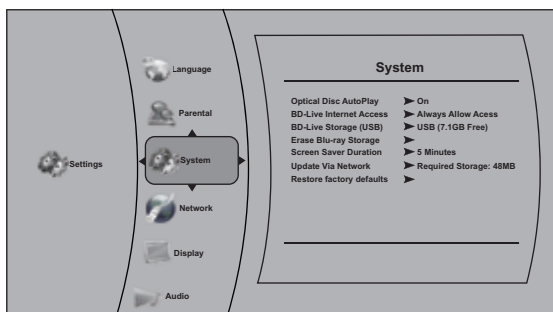 Settings
Language
Parental
System
Network
Display
Audio
System
Optical Disc AutoPlay On
BD-Live Internet Access Always Allow Acess
BD-Live Storage (USB) USB (7.1GB Free)
Erase Blu-ray Storage
Screen Saver Duration 5 Minutes
Update Via Network Required Storage: 48MB
Restore factory defaults